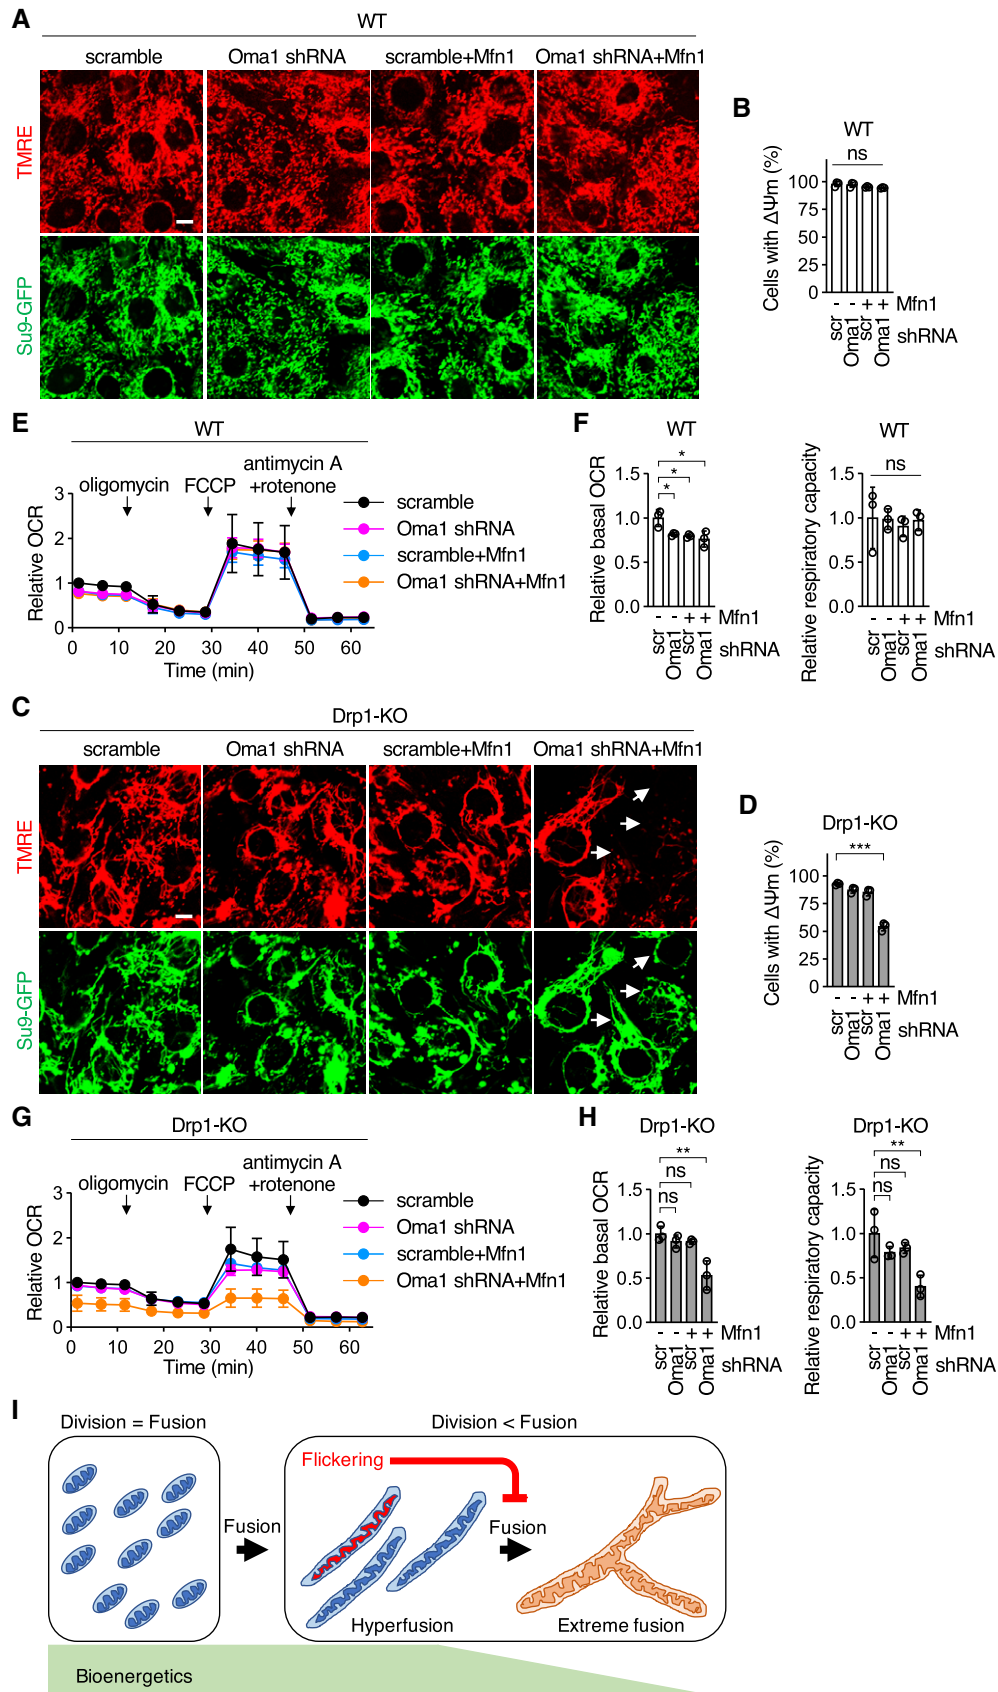 A
WT
scramble
Oma1 shRNA
scramble+Mfn1
Oma1 shRNA+Mfn1
TMRE
Su9-GFP
B
WT
ns
Cells with ΔΨm (%)
100
75
50
25
0
- - + + Mfn1
scr Oma1 scr Oma1 shRNA
E
WT
oligomycin
FCCP
antimycin A
+rotenone
Relative OCR
3
2
1
0
0 10 20 30 40 50 60
Time (min)
scramble
Oma1 shRNA
scramble+Mfn1
Oma1 shRNA+Mfn1
F
WT
*
*
*
Relative basal OCR
1.5
1.0
0.5
0.0
- - + + Mfn1
scr Oma1 scr Oma1 shRNA
WT
ns
Relative respiratory capacity
1.5
1.0
0.5
0.0
- - + + Mfn1
scr Oma1 scr Oma1 shRNA
C
Drp1-KO
scramble
Oma1 shRNA
scramble+Mfn1
Oma1 shRNA+Mfn1
TMRE
Su9-GFP
D
Drp1-KO
***
Cells with ΔΨm (%)
100
75
50
25
0
- - + + Mfn1
scr Oma1 scr Oma1 shRNA
G
Drp1-KO
oligomycin
FCCP
antimycin A
+rotenone
Relative OCR
3
2
1
0
0 10 20 30 40 50 60
Time (min)
scramble
Oma1 shRNA
scramble+Mfn1
Oma1 shRNA+Mfn1
H
Drp1-KO
**
ns
ns
Relative basal OCR
1.5
1.0
0.5
0.0
- - + + Mfn1
scr Oma1 scr Oma1 shRNA
Drp1-KO
**
ns
ns
Relative respiratory capacity
1.5
1.0
0.5
0.0
- - + + Mfn1
scr Oma1 scr Oma1 shRNA
I
Division = Fusion
Division < Fusion
Flickering
Fusion
Fusion
Hyperfusion
Extreme fusion
Bioenergetics